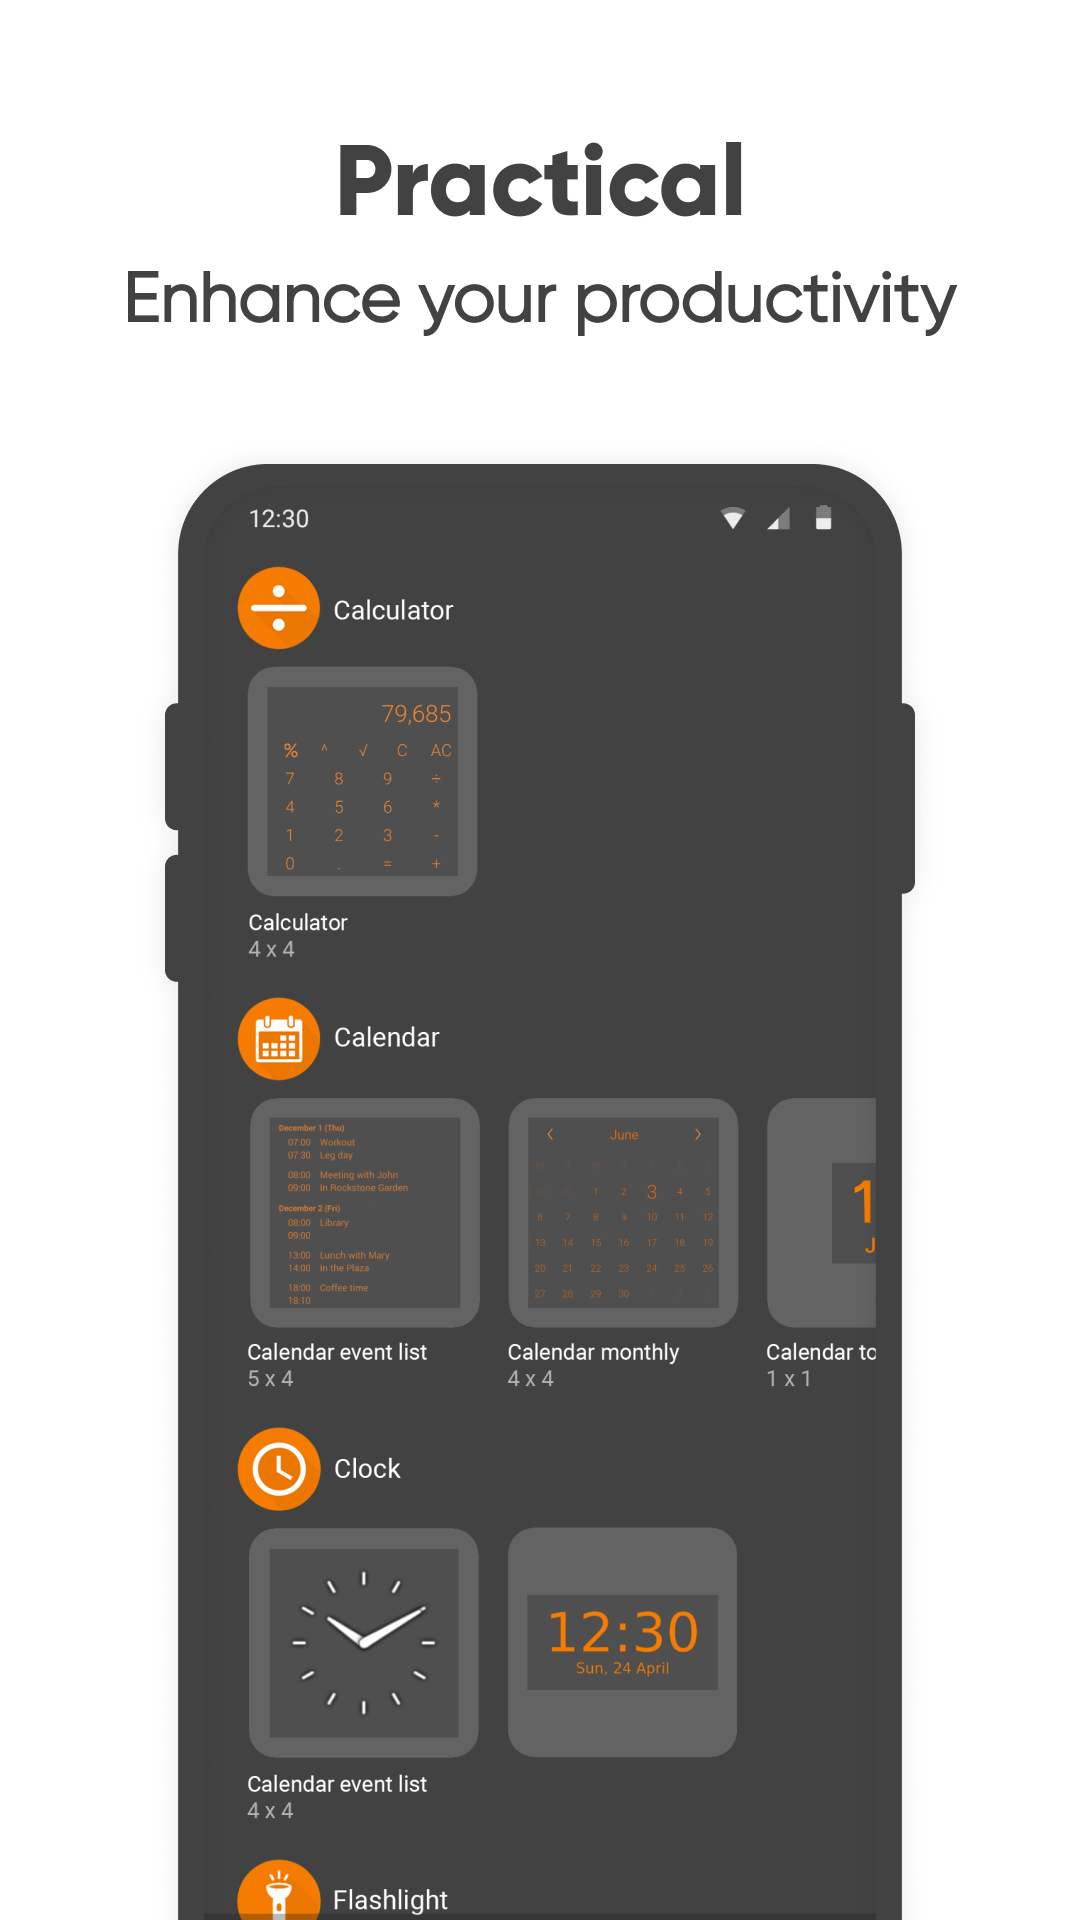 Practical
Enhance your productivity
12:30
Calculator
79,685
% ^ √ C AC
7 8 9 ÷
4 5 6 *
1 2 3 -
0 . = +
Calculator
4 x 4
Calendar
December 1 (Thu)
07:00 Workout
07:30 Leg day
08:00 Meeting with John
09:00 In Rockstone Garden
December 2 (Fri)
08:00 Library
09:00
13:00 Lunch with Mary
14:00 In the Plaza
18:00 Coffee time
18:10
June
1 2 3 4 5
6 7 8 9 10 11 12
13 14 15 16 17 18 19
20 21 22 23 24 25 26
27 28 29 30
1
J
Calendar event list
5 x 4
Calendar monthly
4 x 4
Calendar to
1 x 1
Clock
12:30
Sun, 24 April
Calendar event list
4 x 4
Flashlight